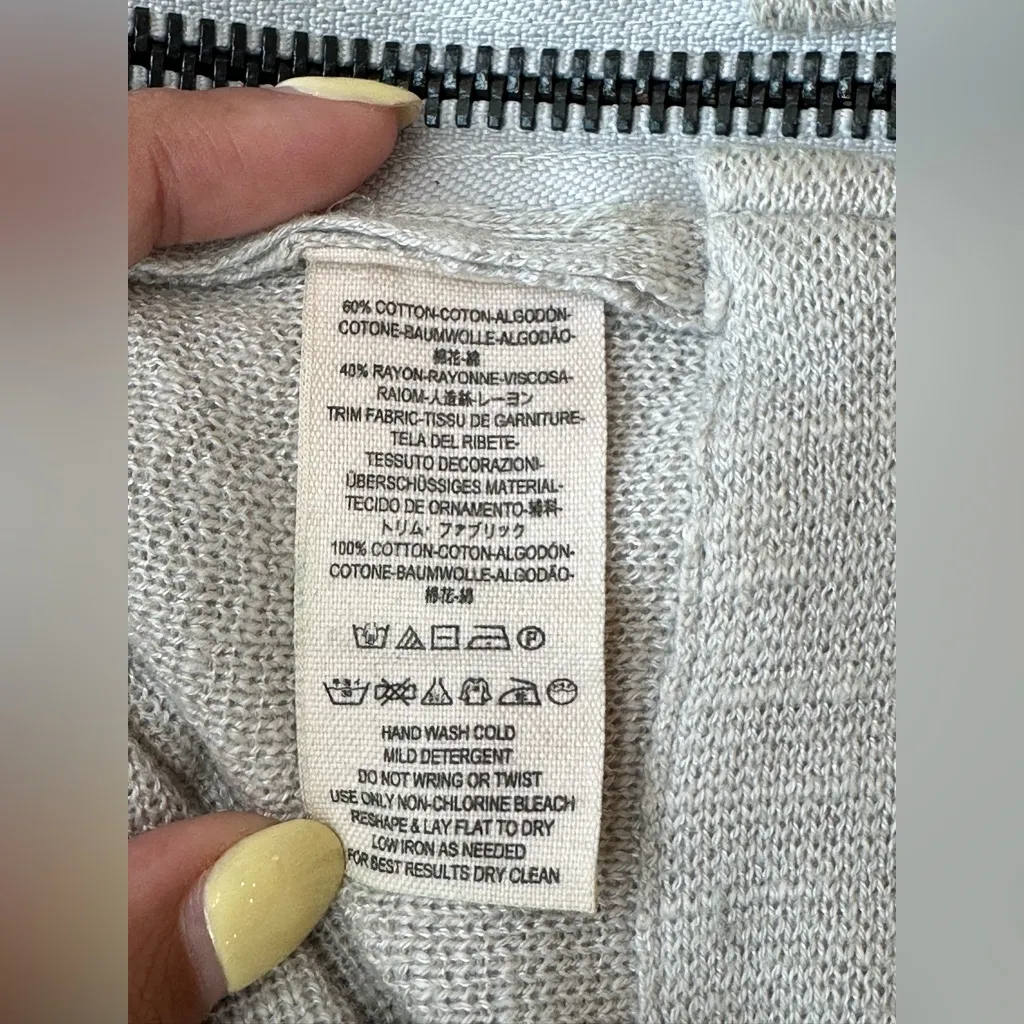 60% COTTON-COTON-ALGODÓN-
COTONE-BAUMWOLLE-ALGODÃO-
棉花-綿
40% RAYON-RAYONNE-VISCOSA-
RAIOM-人造絲-レーヨン
TRIM FABRIC-TISSU DE GARNITURE-
TELA DEL RIBETE-
TESSUTO DECORAZIONI-
ÜBERSCHÜSSIGES MATERIAL-
TECIDO DE ORNAMENTO-
トリム・ファブリック
100% COTTON-COTON-ALGODÓN-
COTONE-BAUMWOLLE-ALGODÃO-
棉花-綿
P
HAND WASH COLD
MILD DETERGENT
DO NOT WRING OR TWIST
USE ONLY NON-CHLORINE BLEACH
RESHAPE & LAY FLAT TO DRY
LOW IRON AS NEEDED
FOR BEST RESULTS DRY CLEAN